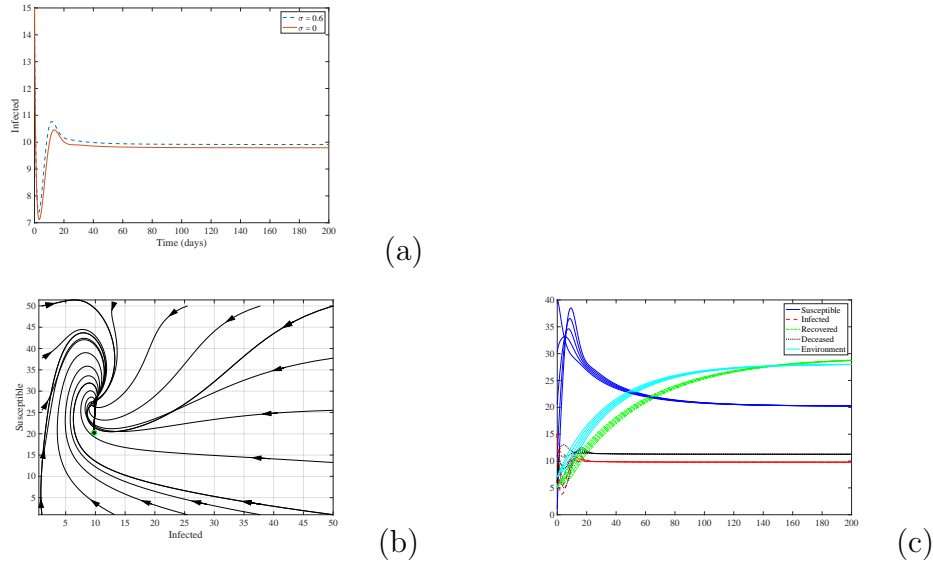 15
14
13
12
11
10
9
8
7
Infected
σ = 0.6
σ = 0
0 20 40 60 80 100 120 140 160 180 200
Time (days)
(a)
50
45
40
35
30
25
20
15
10
5
Susceptible
5 10 15 20 25 30 35 40 45 50
Infected
(b)
40
35
30
25
20
15
10
5
0
Susceptible
Infected
Recovered
Deceased
Environment
0 20 40 60 80 100 120 140 160 180 200
(c)